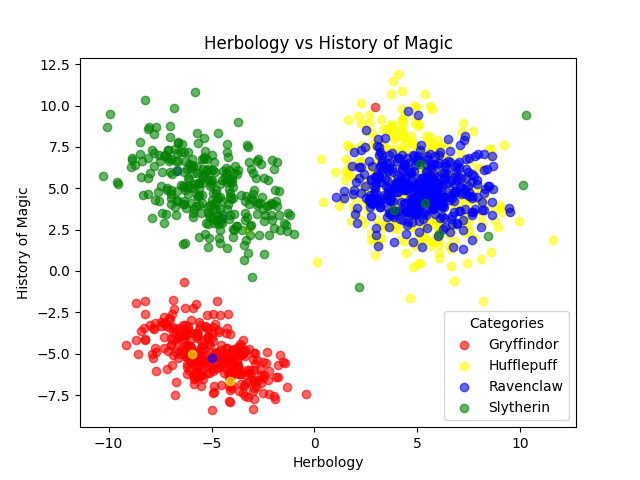 Herbology vs History of Magic
12.5
10.0
7.5
5.0
2.5
0.0
−2.5
−5.0
−7.5
History of Magic
−10
−5
0
5
10
Herbology
Categories
Gryffindor
Hufflepuff
Ravenclaw
Slytherin